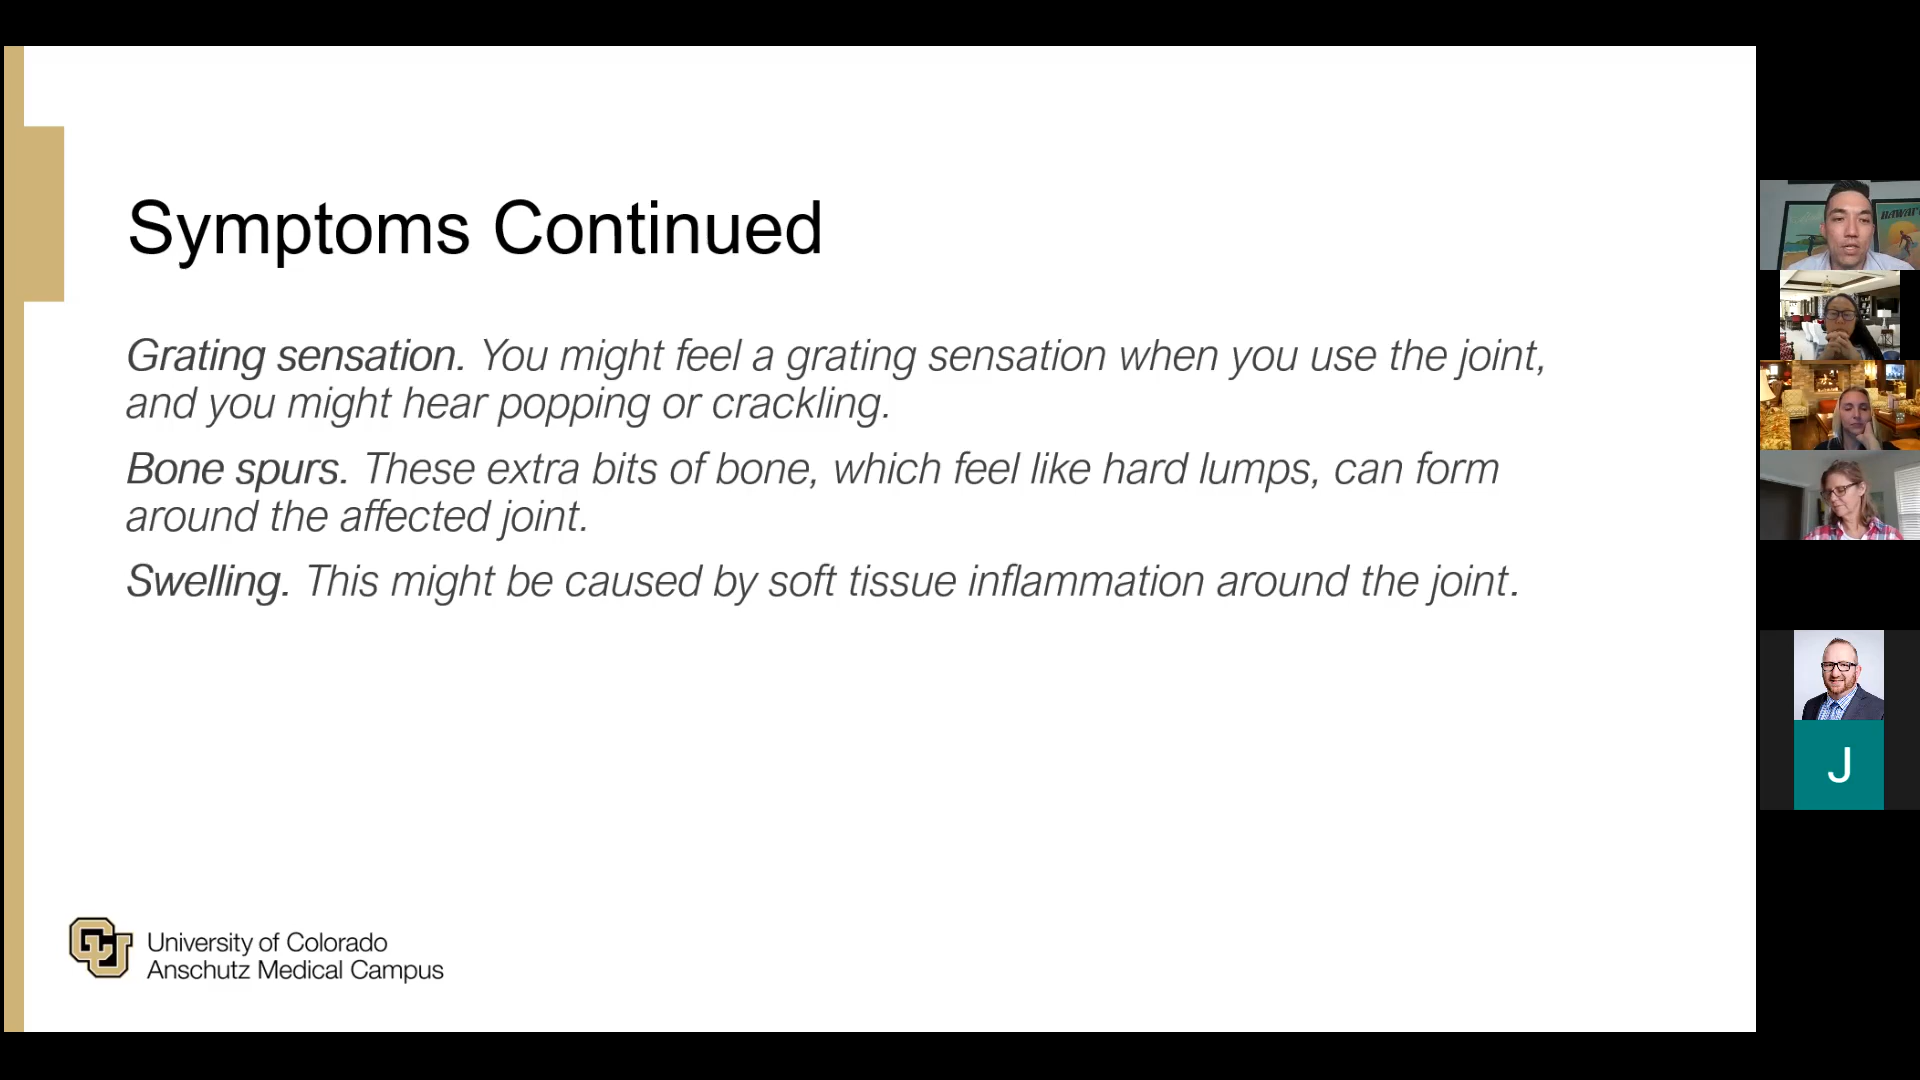 Symptoms Continued
Grating sensation. You might feel a grating sensation when you use the joint,
and you might hear popping or crackling.
Bone spurs. These extra bits of bone, which feel like hard lumps, can form
around the affected joint.
Swelling. This might be caused by soft tissue inflammation around the joint.
CU
University of Colorado
Anschutz Medical Campus
HAWAII
J